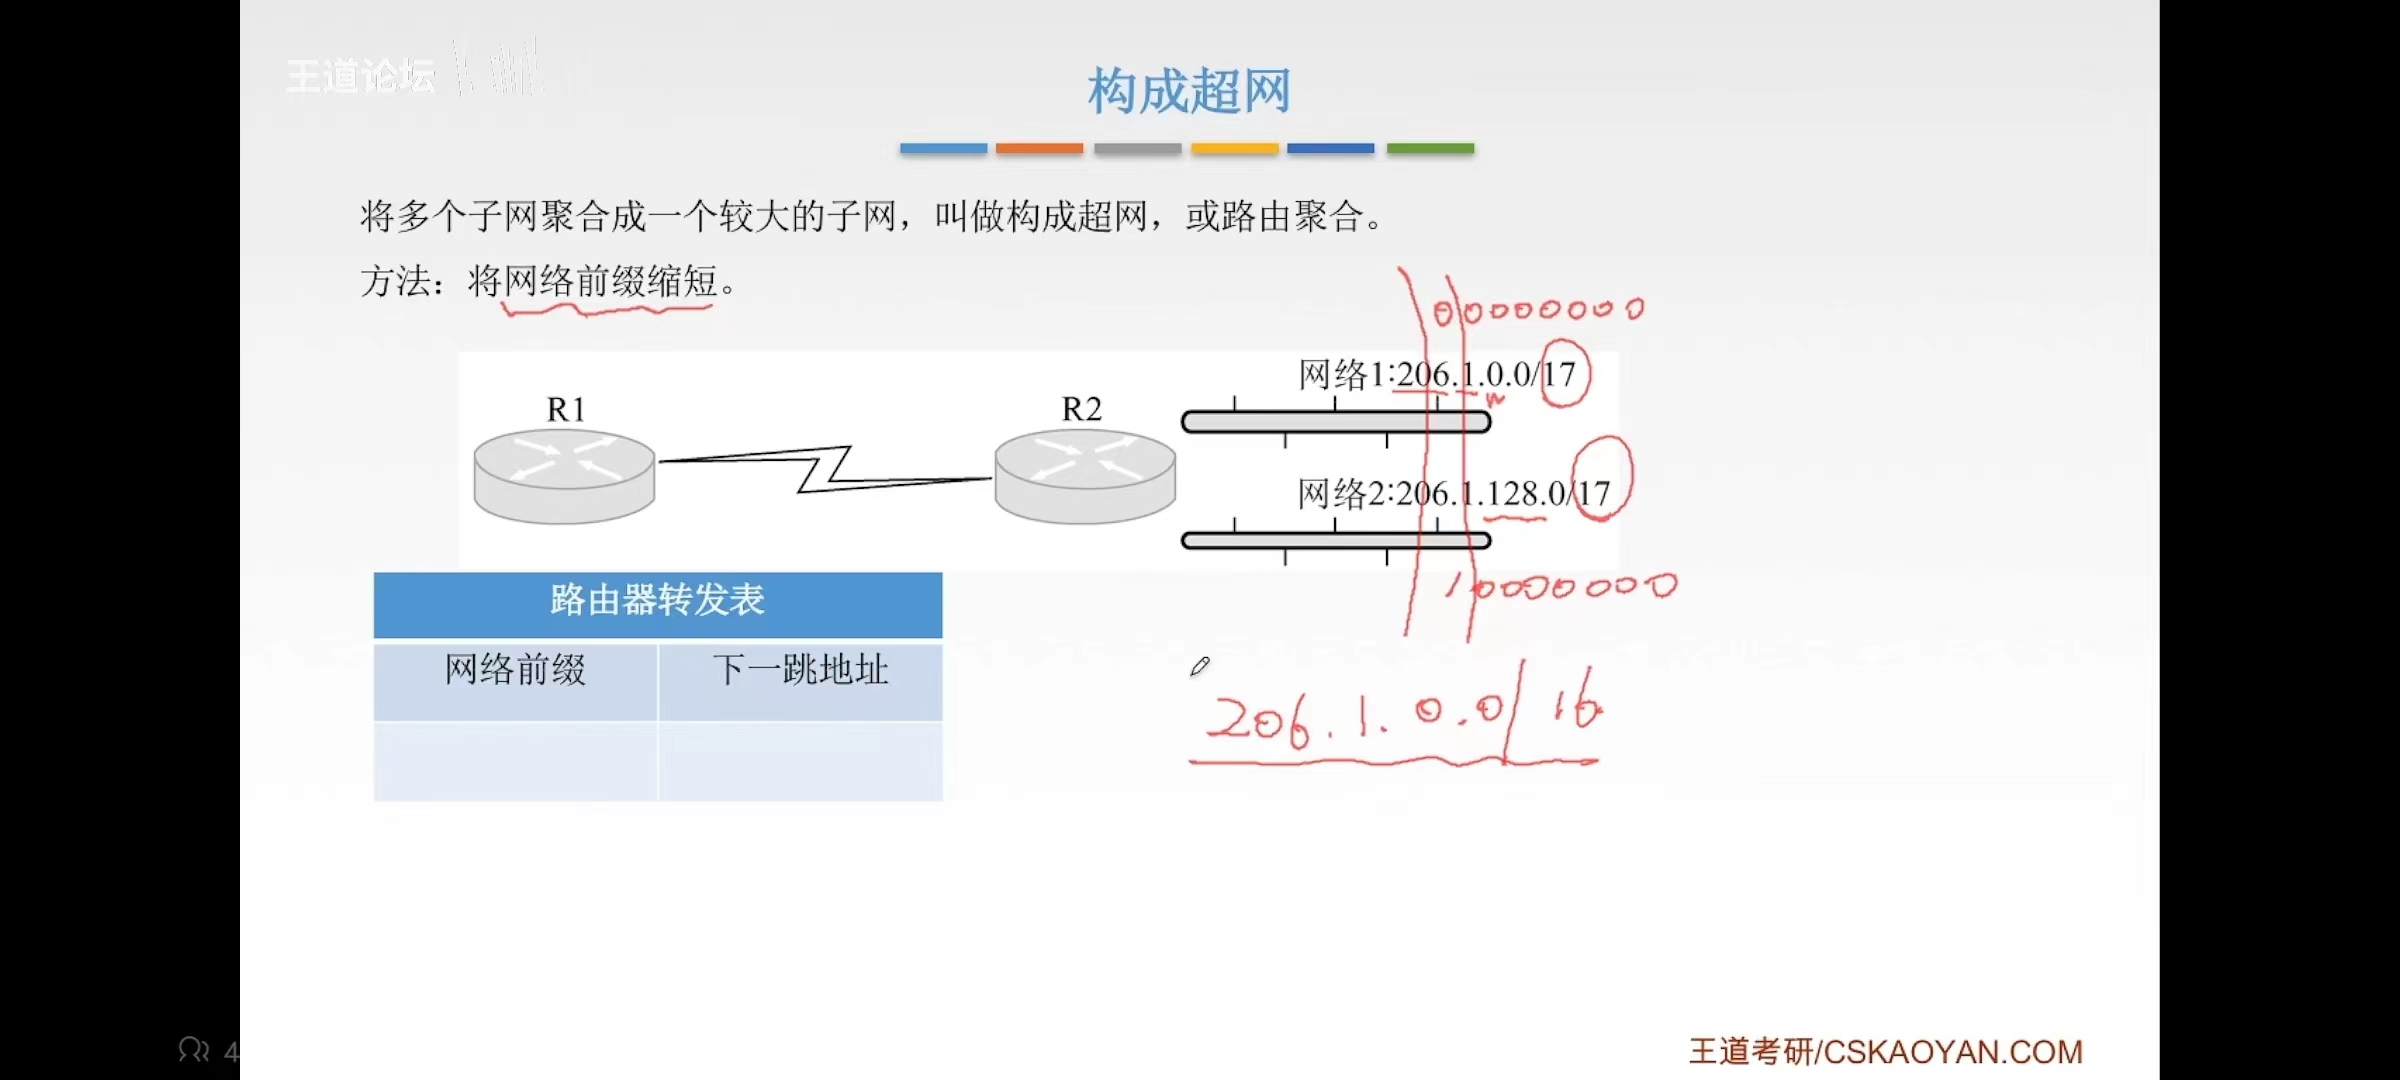 王道论坛
构成超网
将多个子网聚合成一个较大的子网，叫做构成超网，或路由聚合。
方法：将网络前缀缩短。
00000000
网络1:206.1.0.0/17
R1
R2
网络2:206.1.128.0/17
10000000
路由器转发表
网络前缀 下一跳地址
206.1.0.0/16
4
王道考研/CSKAOYAN.COM